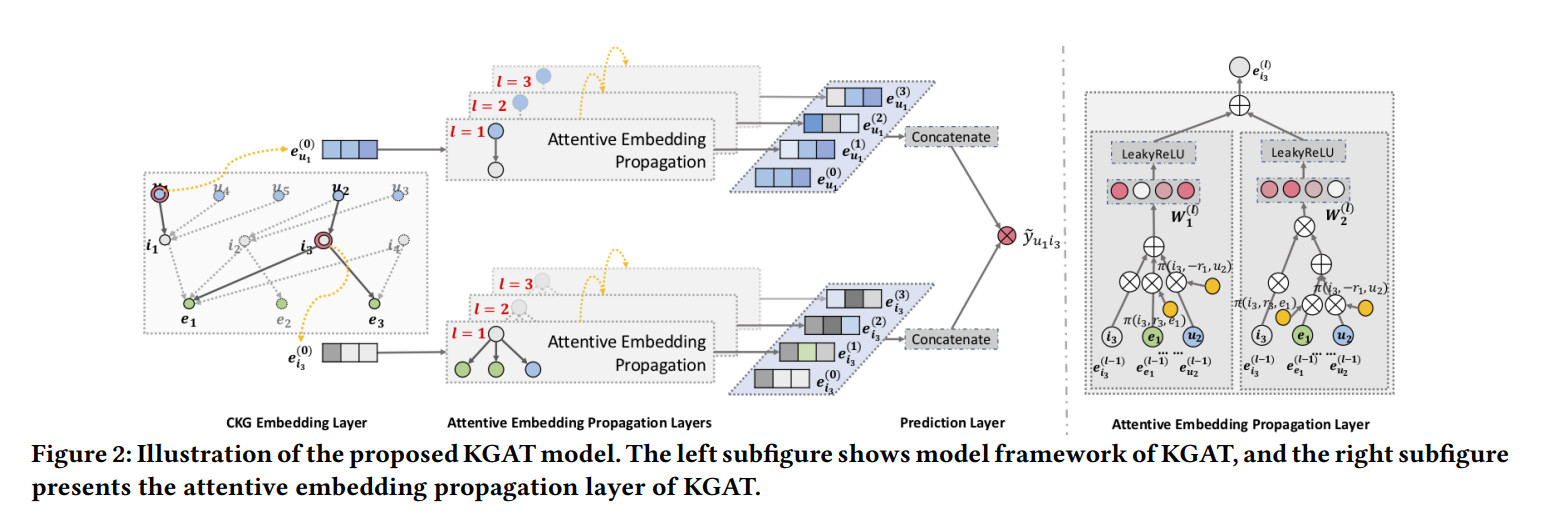 l = 3
l = 2
l = 1
Attentive Embedding
Propagation
e_{u_1}^{(0)}
e_{u_1}^{(3)}
e_{u_1}^{(2)}
e_{u_1}^{(1)}
e_{u_1}^{(0)}
Concatenate
u_4 u_5 u_2 u_3
i_1 i_2 i_3
e_1 e_2 e_3
ỹ_{u_1 i_3}
l = 3
l = 2
l = 1
Attentive Embedding
Propagation
e_{i_3}^{(0)}
e_{i_3}^{(3)}
e_{i_3}^{(2)}
e_{i_3}^{(1)}
e_{i_3}^{(0)}
Concatenate
CKG Embedding Layer
Attentive Embedding Propagation Layers
Prediction Layer
e_{i_3}^{(l)}
LeakyReLU
W_1^{(l)}
π(i_3, −r_1, u_2)
π(i_3, r_3, e_1)
i_3 e_1 u_2
... ...
e_{i_3}^{(l-1)} e_{e_1}^{(l-1)} e_{u_2}^{(l-1)}
LeakyReLU
W_2^{(l)}
π(i_3, −r_1, u_2)
π(i_3, r_3, e_1)
i_3 e_1 u_2
... ...
e_{i_3}^{(l-1)} e_{e_1}^{(l-1)} e_{u_2}^{(l-1)}
Attentive Embedding Propagation Layer
Figure 2: Illustration of the proposed KGAT model. The left subfigure shows model framework of KGAT, and the right subfigure
presents the attentive embedding propagation layer of KGAT.